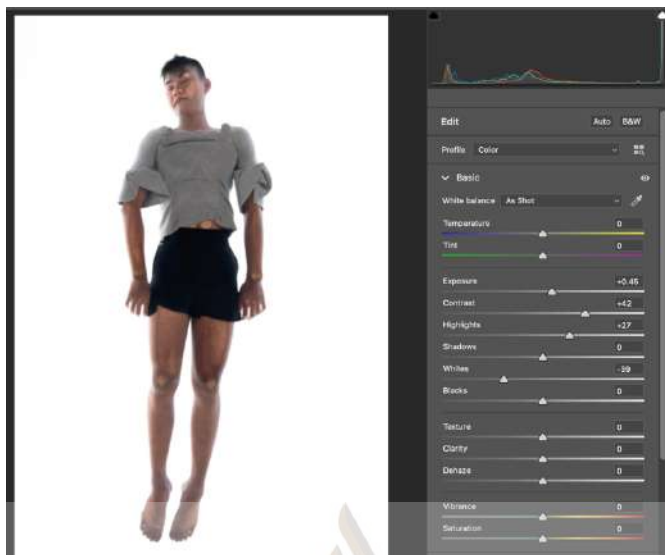 Edit Auto B&W
Profile Color
Basic
White balance As Shot
Temperature 0
Tint 0
Exposure +0.45
Contrast +42
Highlights +27
Shadows 0
Whites -39
Blacks 0
Texture 0
Clarity 0
Dehaze 0
Vibrance 0
Saturation 0